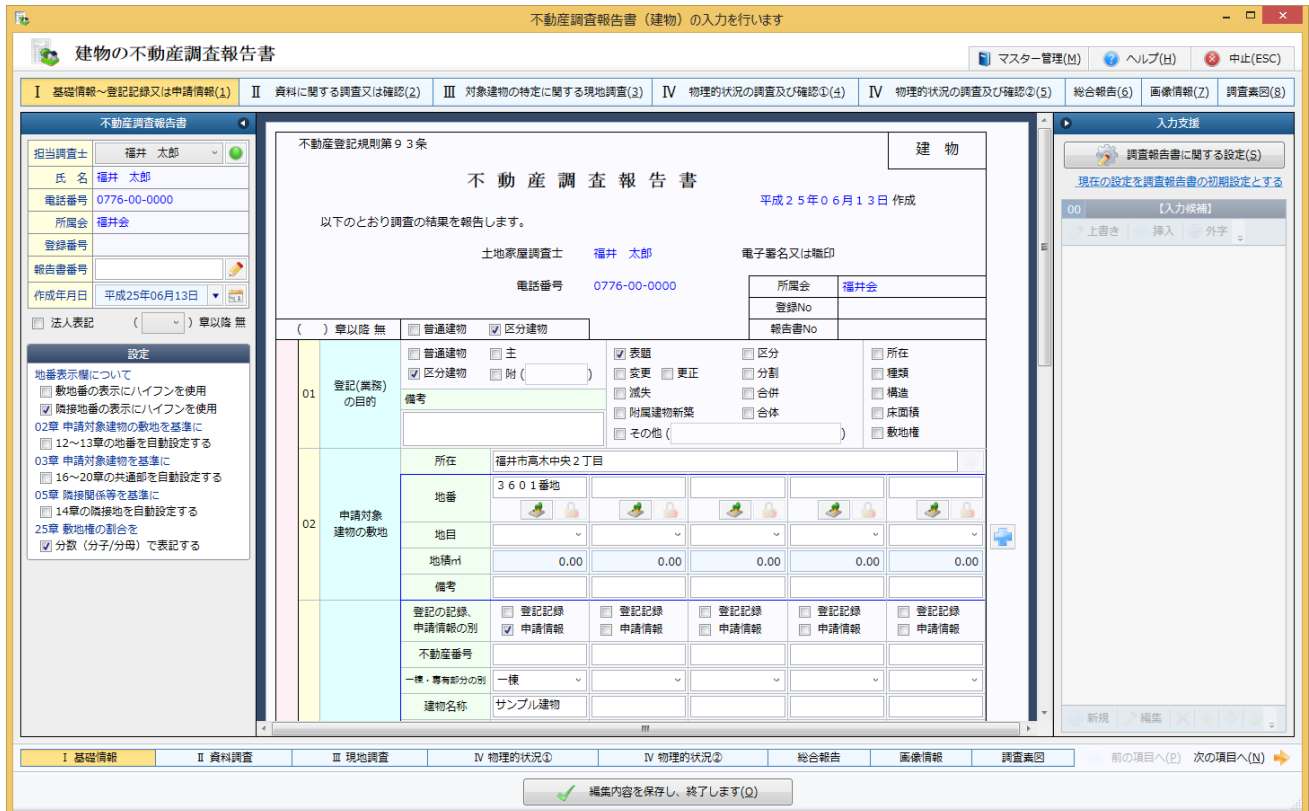 不動産調査報告書（建物）の入力を行います
建物の不動産調査報告書
マスター管理(M) ヘルプ(H) 中止(ESC)
Ⅰ 基礎情報～登記記録又は申請情報(1) Ⅱ 資料に関する調査又は確認(2) Ⅲ 対象建物の特定に関する現地調査(3) Ⅳ 物理的状況の調査及び確認①(4) Ⅳ 物理的状況の調査及び確認②(5) 総合報告(6) 画像情報(7) 調査素図(8)
不動産調査報告書
担当調査士 福井 太郎
氏 名 福井 太郎
電話番号 0776-00-0000
所属会 福井会
登録番号
報告書番号
作成年月日 平成25年06月13日
法人表記 ( ) 章以降 無
設定
地番表示欄について
敷地番の表示にハイフンを使用
隣接地番の表示にハイフンを使用
02章 申請対象建物の敷地を基準に
12～13章の地番を自動設定する
03章 申請対象建物を基準に
16～20章の共通部を自動設定する
05章 隣接関係等を基準に
14章の隣接地を自動設定する
25章 敷地権の割合を
分数（分子/分母）で表記する
不動産登記規則第９３条
建 物
不 動 産 調 査 報 告 書
平成２５年０６月１３日 作成
以下のとおり調査の結果を報告します。
土地家屋調査士 福井 太郎 電子署名又は職印
電話番号 0776-00-0000 所属会 福井会
登録No
( ) 章以降 無 普通建物 区分建物 報告書No
01 登記(業務)の目的
普通建物 主 表題 区分 所在
区分建物 附 ( ) 変更 更正 分割 種類
備考 滅失 合併 構造
附属建物新築 合体 床面積
その他 ( ) 敷地権
02 申請対象建物の敷地
所在 福井市高木中央２丁目
地番 ３６０１番地
地目
地積㎡ 0.00 0.00 0.00 0.00 0.00
備考
登記の記録、申請情報の別 登記記録 登記記録 登記記録 登記記録 登記記録
申請情報 申請情報 申請情報 申請情報 申請情報
不動産番号
一棟・専有部分の別 一棟
建物名称 サンプル建物
入力支援
調査報告書に関する設定(S)
現在の設定を調査報告書の初期設定とする
00 【入力候補】
上書き 挿入 外字
新規 編集
Ⅰ 基礎情報 Ⅱ 資料調査 Ⅲ 現地調査 Ⅳ 物理的状況① Ⅳ 物理的状況② 総合報告 画像情報 調査素図 前の項目へ(P) 次の項目へ(N)
編集内容を保存し、終了します(O)